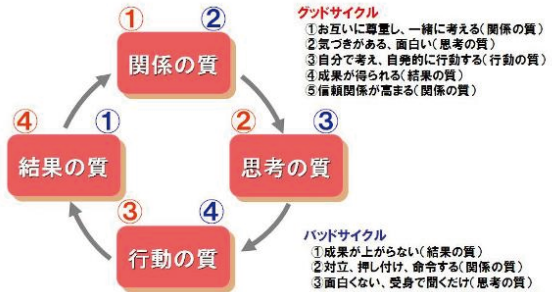 ① ②
関係の質
④ ①
結果の質
② ③
思考の質
③ ④
行動の質
グッドサイクル
①お互いに尊重し、一緒に考える(関係の質)
②気づきがある、面白い(思考の質)
③自分で考え、自発的に行動する(行動の質)
④成果が得られる(結果の質)
⑤信頼関係が高まる(関係の質)
バッドサイクル
①成果が上がらない(結果の質)
②対立、押し付け、命令する(関係の質)
③面白くない、受身で聞くだけ(思考の質)